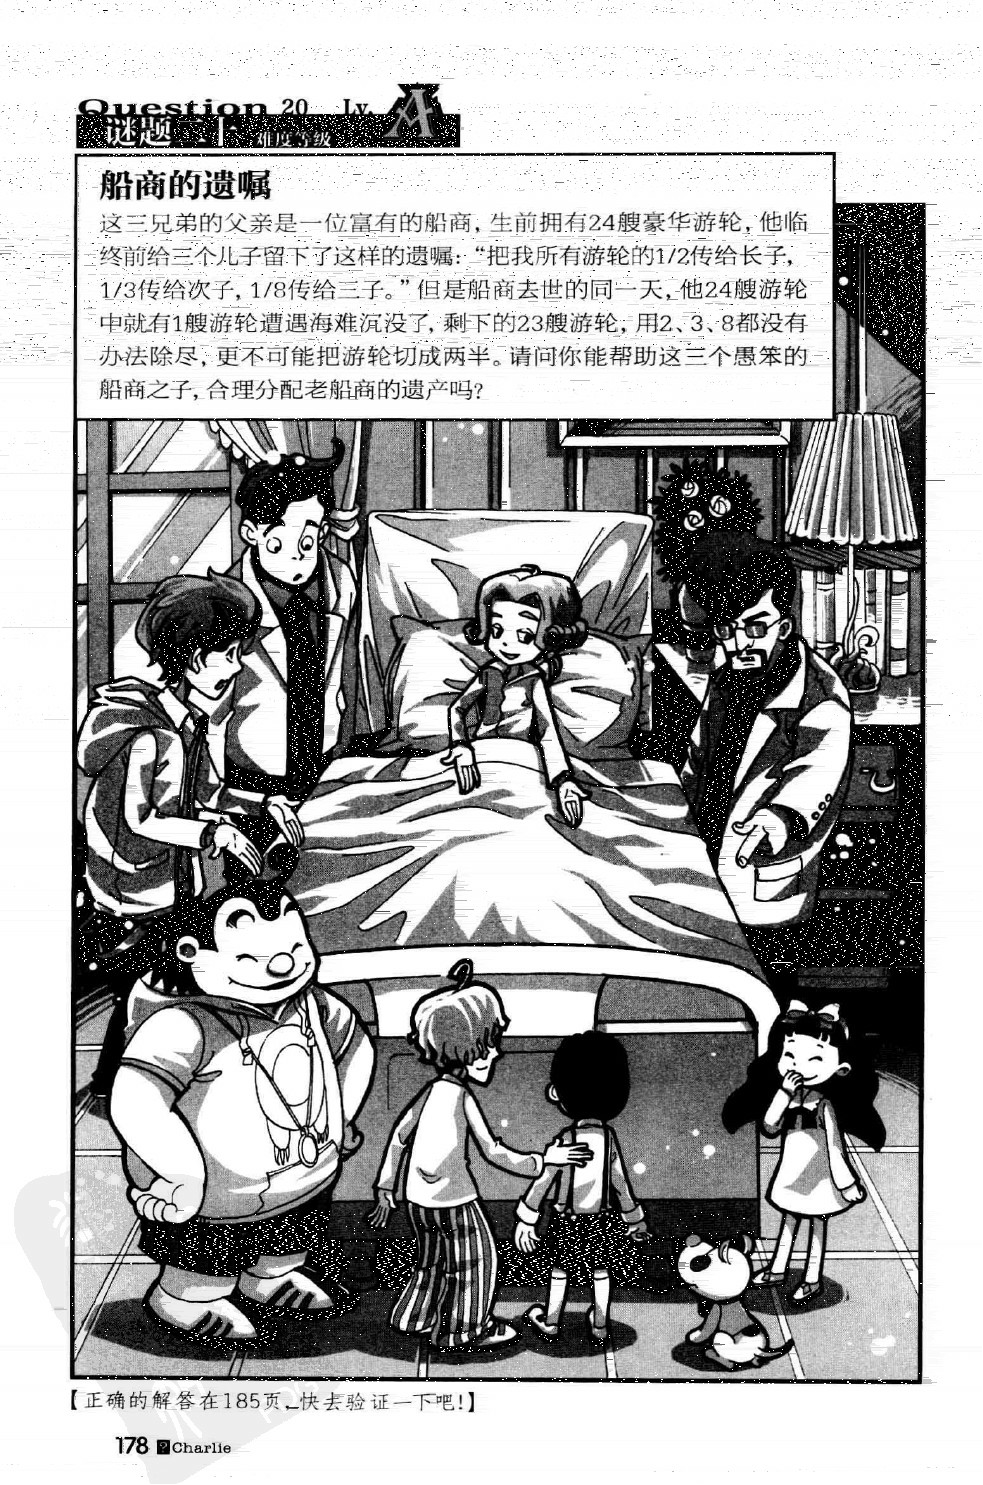 Question 20 Lv. A
谜题二十 难度等级
船商的遗嘱
这三兄弟的父亲是一位富有的船商，生前拥有24艘豪华游轮，他临
终前给三个儿子留下了这样的遗嘱：“把我所有游轮的1/2传给长子，
1/3传给次子，1/8传给三子。”但是船商去世的同一天，他24艘游轮
中就有1艘游轮遭遇海难沉没了，剩下的23艘游轮，用2、3、8都没有
办法除尽，更不可能把游轮切成两半。请问你能帮助这三个愚笨的
船商之子，合理分配老船商的遗产吗？
【正确的解答在185页，快去验证一下吧！】
178 ? Charlie